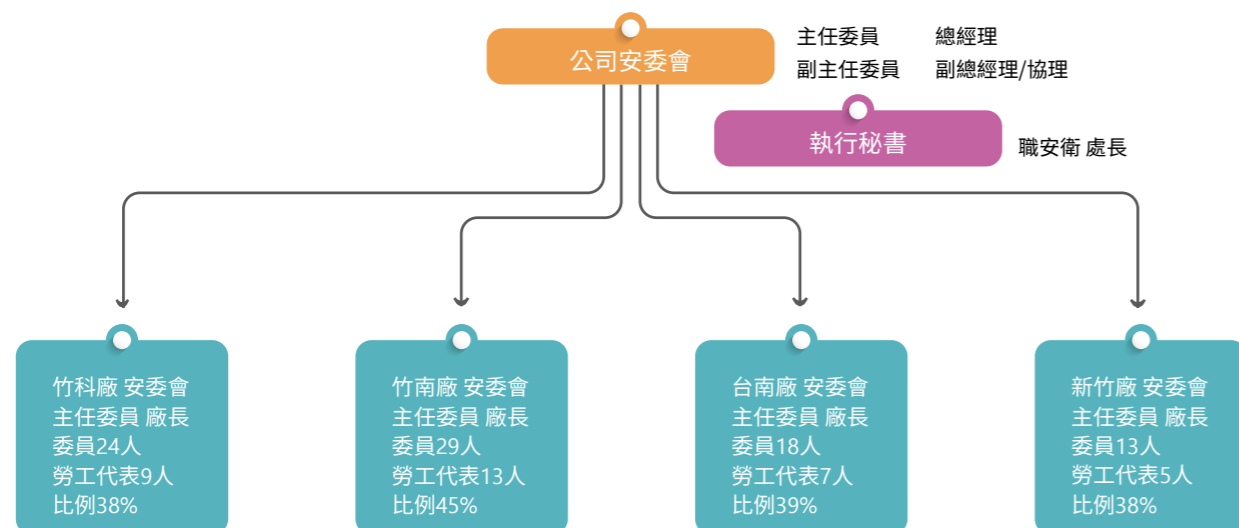 公司安委會
主任委員 總經理
副主任委員 副總經理/協理
執行秘書
職安衛 處長
竹科廠 安委會
主任委員 廠長
委員24人
勞工代表9人
比例38%
竹南廠 安委會
主任委員 廠長
委員29人
勞工代表13人
比例45%
台南廠 安委會
主任委員 廠長
委員18人
勞工代表7人
比例39%
新竹廠 安委會
主任委員 廠長
委員13人
勞工代表5人
比例38%